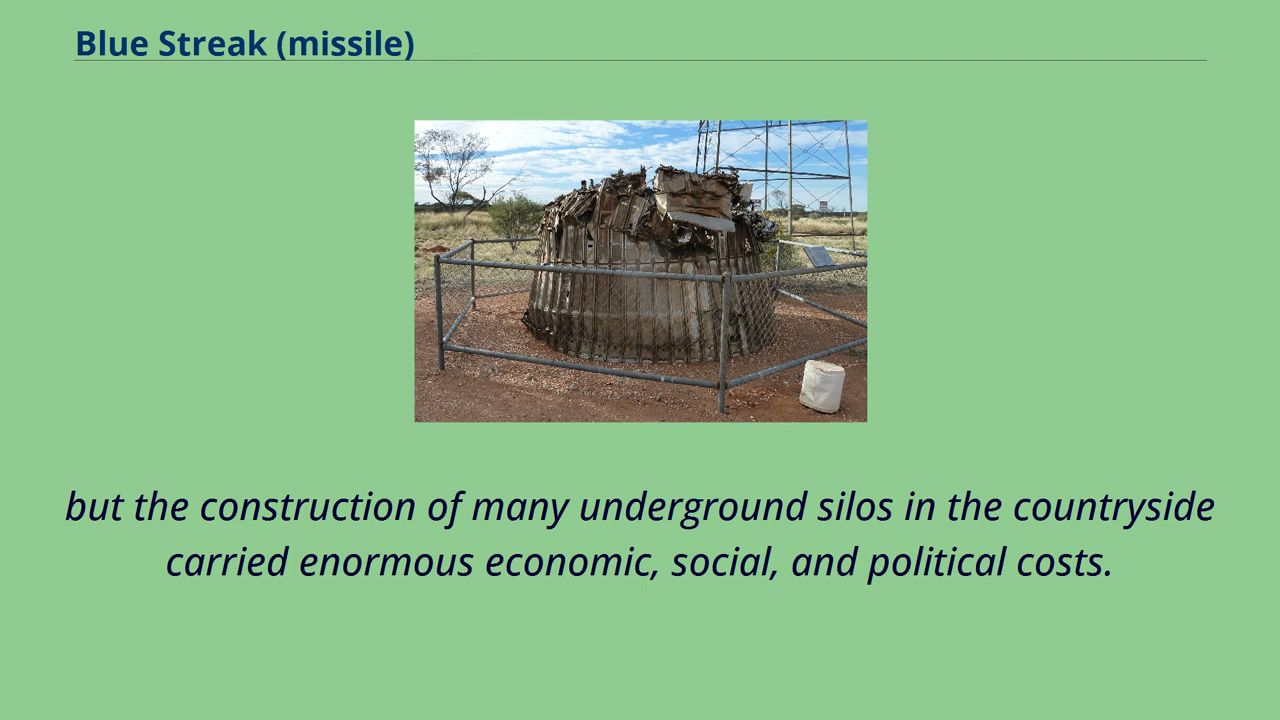 Blue Streak (missile)
but the construction of many underground silos in the countryside
carried enormous economic, social, and political costs.